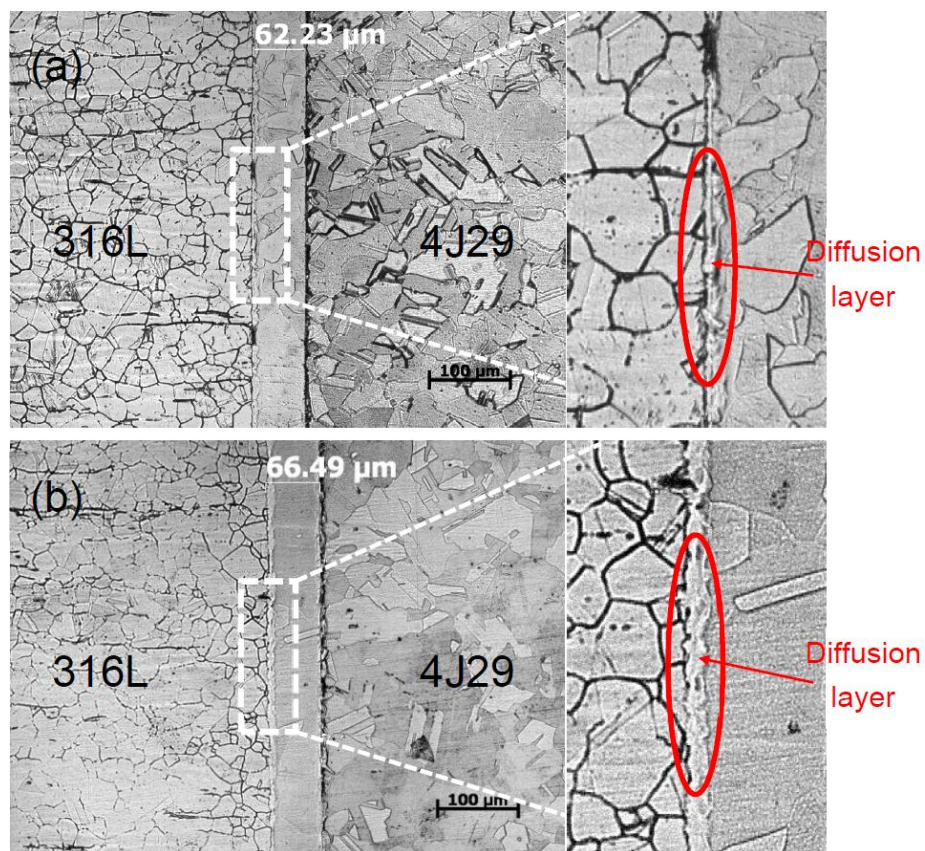 62.23 µm
(a)
316L
4J29
100 µm
Diffusion
layer
66.49 µm
(b)
316L
4J29
100 µm
Diffusion
layer